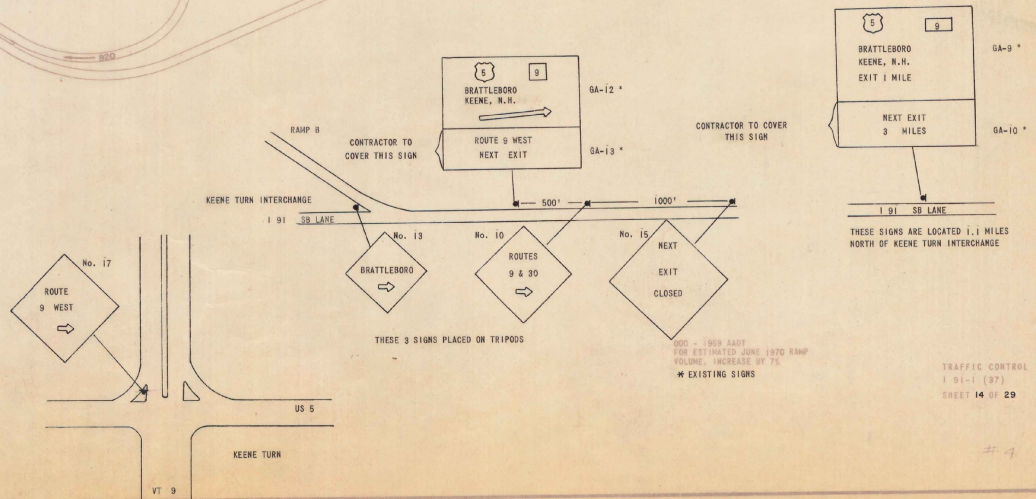 920
5
9
BRATTLEBORO
KEENE, N.H.
GA-12 *
ROUTE 9 WEST
NEXT EXIT
GA-13 *
CONTRACTOR TO
COVER THIS SIGN
RAMP B
5
9
BRATTLEBORO
KEENE, N.H.
EXIT 1 MILE
GA-9 *
NEXT EXIT
3 MILES
GA-10 *
CONTRACTOR TO COVER
THIS SIGN
KEENE TURN INTERCHANGE
I 91 SB LANE
500'
1000'
I 91 SB LANE
THESE SIGNS ARE LOCATED 1.1 MILES
NORTH OF KEENE TURN INTERCHANGE
No. 13
BRATTLEBORO
No. 10
ROUTES
9 & 30
No. 15
NEXT
EXIT
CLOSED
THESE 3 SIGNS PLACED ON TRIPODS
No. 17
ROUTE
9 WEST
000 - 1969 AADT
FOR ESTIMATED JUNE 1970 RAMP
VOLUME, INCREASE BY 7%
* EXISTING SIGNS
TRAFFIC CONTROL
I 91-1 (37)
SHEET 14 OF 29
# 4
US 5
KEENE TURN
VT 9